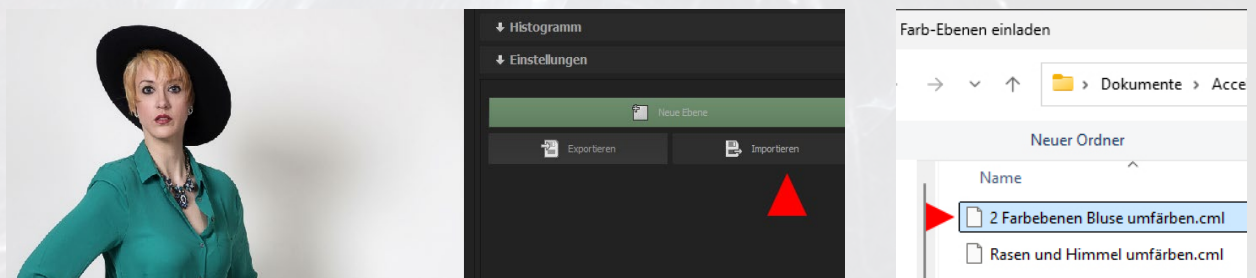 Histogramm
Einstellungen
Neue Ebene
Exportieren
Importieren
Farb-Ebenen einladen
Dokumente > Acce
Neuer Ordner
Name
2 Farbebenen Bluse umfärben.cml
Rasen und Himmel umfärben.cml